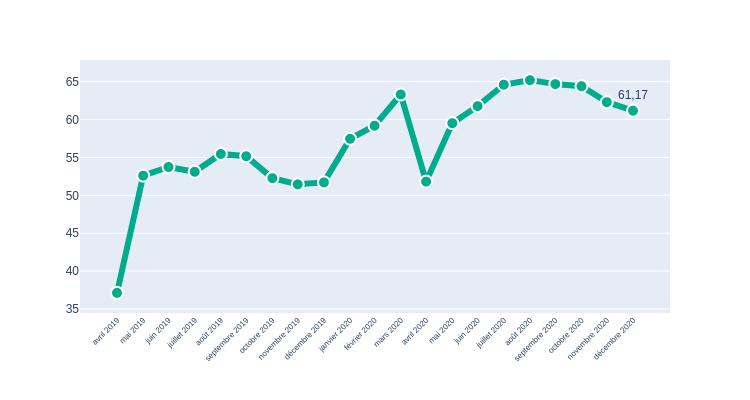 65
61,17
60
55
50
45
40
35
avril 2019
mai 2019
juin 2019
juillet 2019
août 2019
septembre 2019
octobre 2019
novembre 2019
décembre 2019
janvier 2020
février 2020
mars 2020
avril 2020
mai 2020
juin 2020
juillet 2020
août 2020
septembre 2020
octobre 2020
novembre 2020
décembre 2020